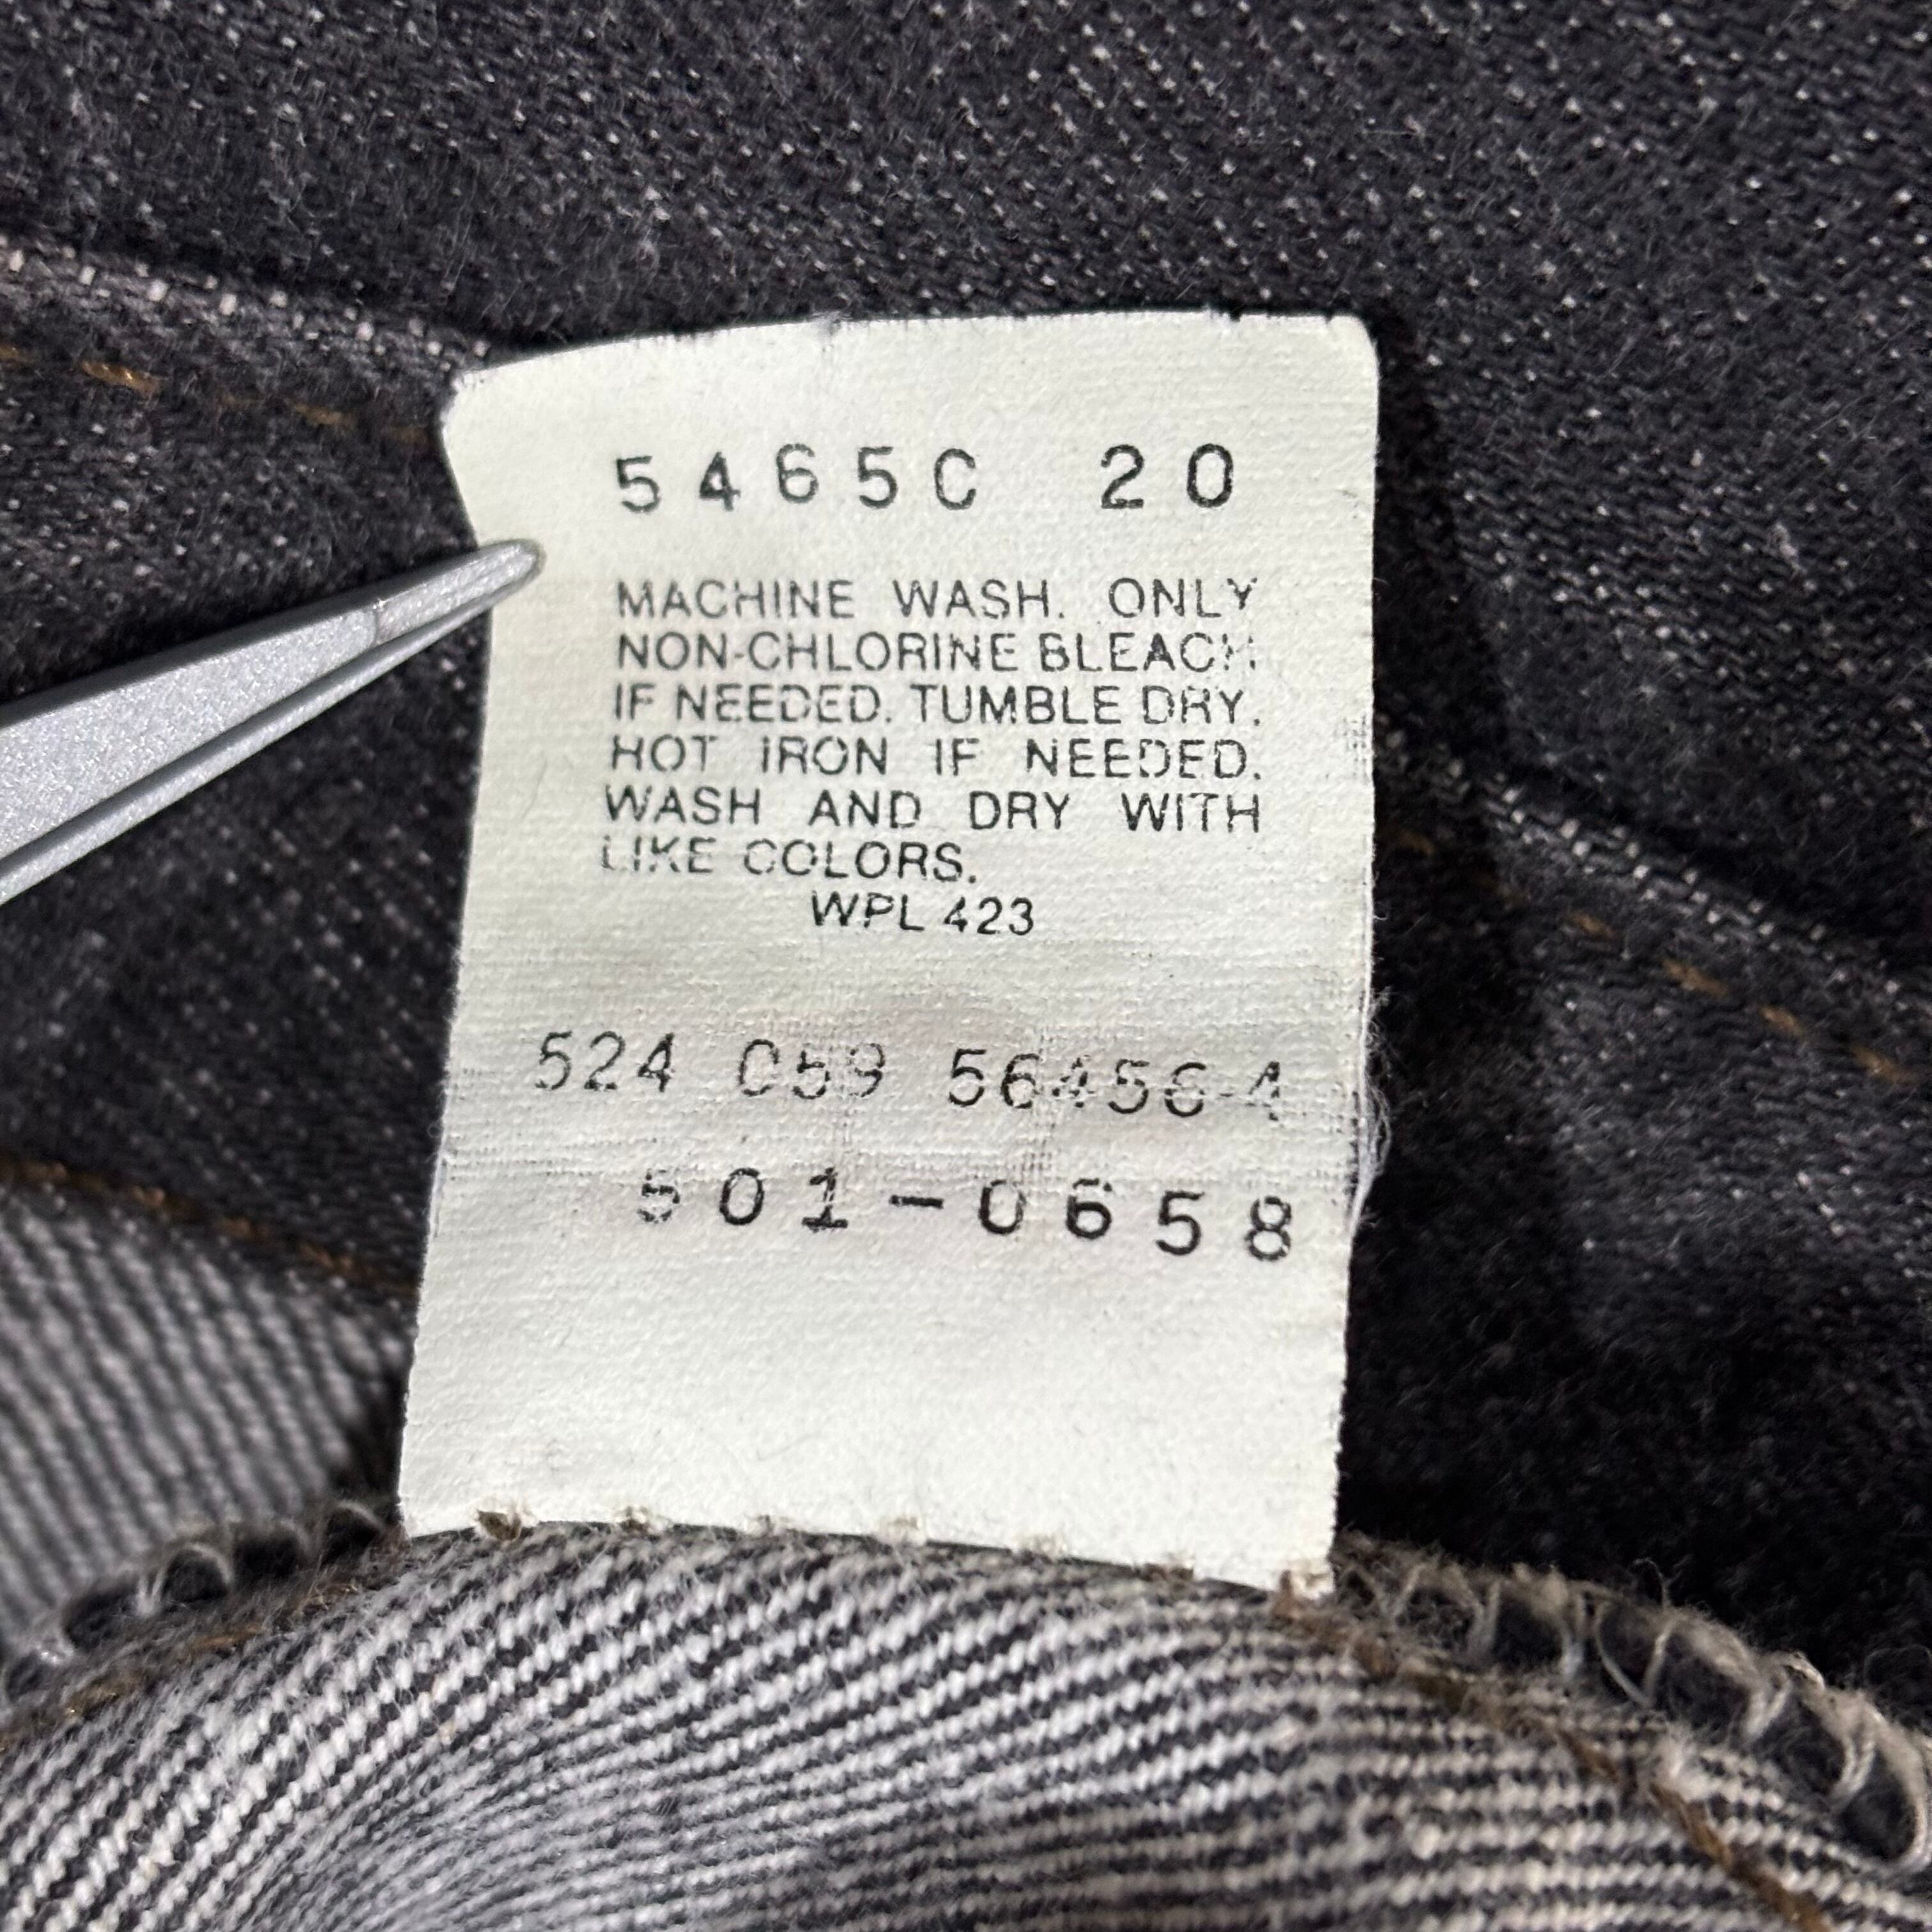 5465C 20
MACHINE WASH. ONLY
NON-CHLORINE BLEACH
IF NEEDED. TUMBLE DRY.
HOT IRON IF NEEDED.
WASH AND DRY WITH
LIKE COLORS.
WPL 423
524 059 56456-4
501-0658